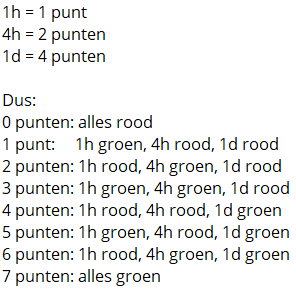 1h = 1 punt
4h = 2 punten
1d = 4 punten

Dus:
0 punten: alles rood
1 punt: 1h groen, 4h rood, 1d rood
2 punten: 1h rood, 4h groen, 1d rood
3 punten: 1h groen, 4h groen, 1d rood
4 punten: 1h rood, 4h rood, 1d groen
5 punten: 1h groen, 4h rood, 1d groen
6 punten: 1h rood, 4h groen, 1d groen
7 punten: alles groen